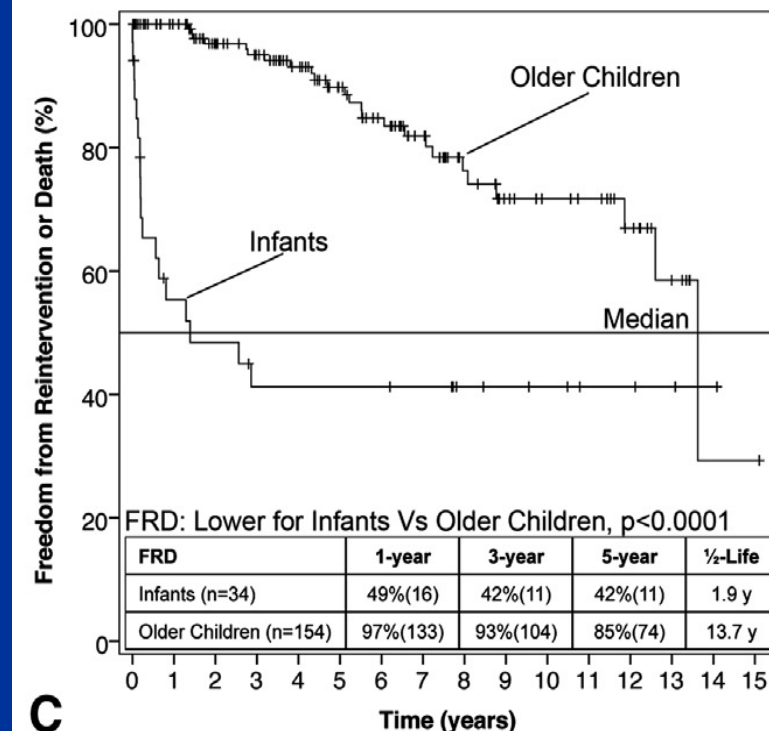 Freedom from Reintervention or Death (%)
100
80
60
40
20
0
Older Children
Infants
Median
FRD: Lower for Infants Vs Older Children, p<0.0001
FRD 1-year 3-year 5-year ½-Life
Infants (n=34) 49%(16) 42%(11) 42%(11) 1.9 y
Older Children (n=154) 97%(133) 93%(104) 85%(74) 13.7 y
0 1 2 3 4 5 6 7 8 9 10 11 12 13 14 15
C
Time (years)